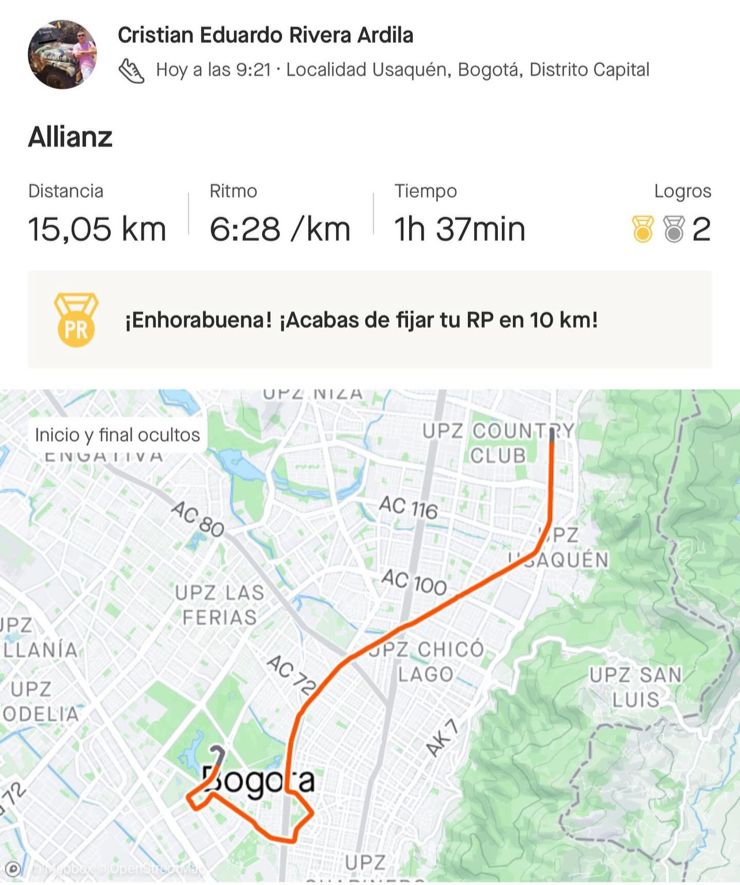 Cristian Eduardo Rivera Ardila
Hoy a las 9:21 · Localidad Usaquén, Bogotá, Distrito Capital
Allianz
Distancia
Ritmo
Tiempo
Logros
15,05 km
6:28 /km
1h 37min
2
PR
¡Enhorabuena! ¡Acabas de fijar tu RP en 10 km!
UPZ NIZA
Inicio y final ocultos
ENGATIVA
UPZ COUNTRY
CLUB
AC 80
AC 116
UPZ
USAQUÉN
AC 100
UPZ LAS
FERIAS
UPZ
LLANÍA
UPZ CHICÓ
LAGO
AC 72
UPZ SAN
LUIS
UPZ
ODELIA
AK 7
Bogota
72
UPZ
OpenStreetMap